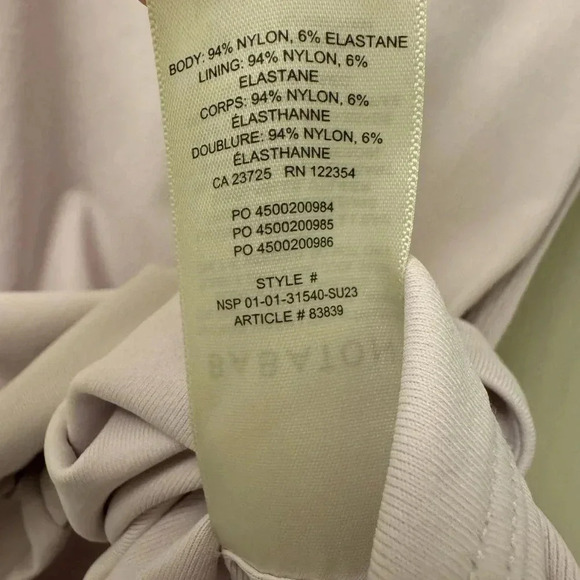 BODY: 94% NYLON, 6% ELASTANE
LINING: 94% NYLON, 6%
ELASTANE
CORPS: 94% NYLON, 6%
ÉLASTHANNE
DOUBLURE: 94% NYLON, 6%
ÉLASTHANNE
CA 23725 RN 122354
PO 4500200984
PO 4500200985
PO 4500200986
STYLE #
NSP 01-01-31540-SU23
ARTICLE # 83839
BABATON